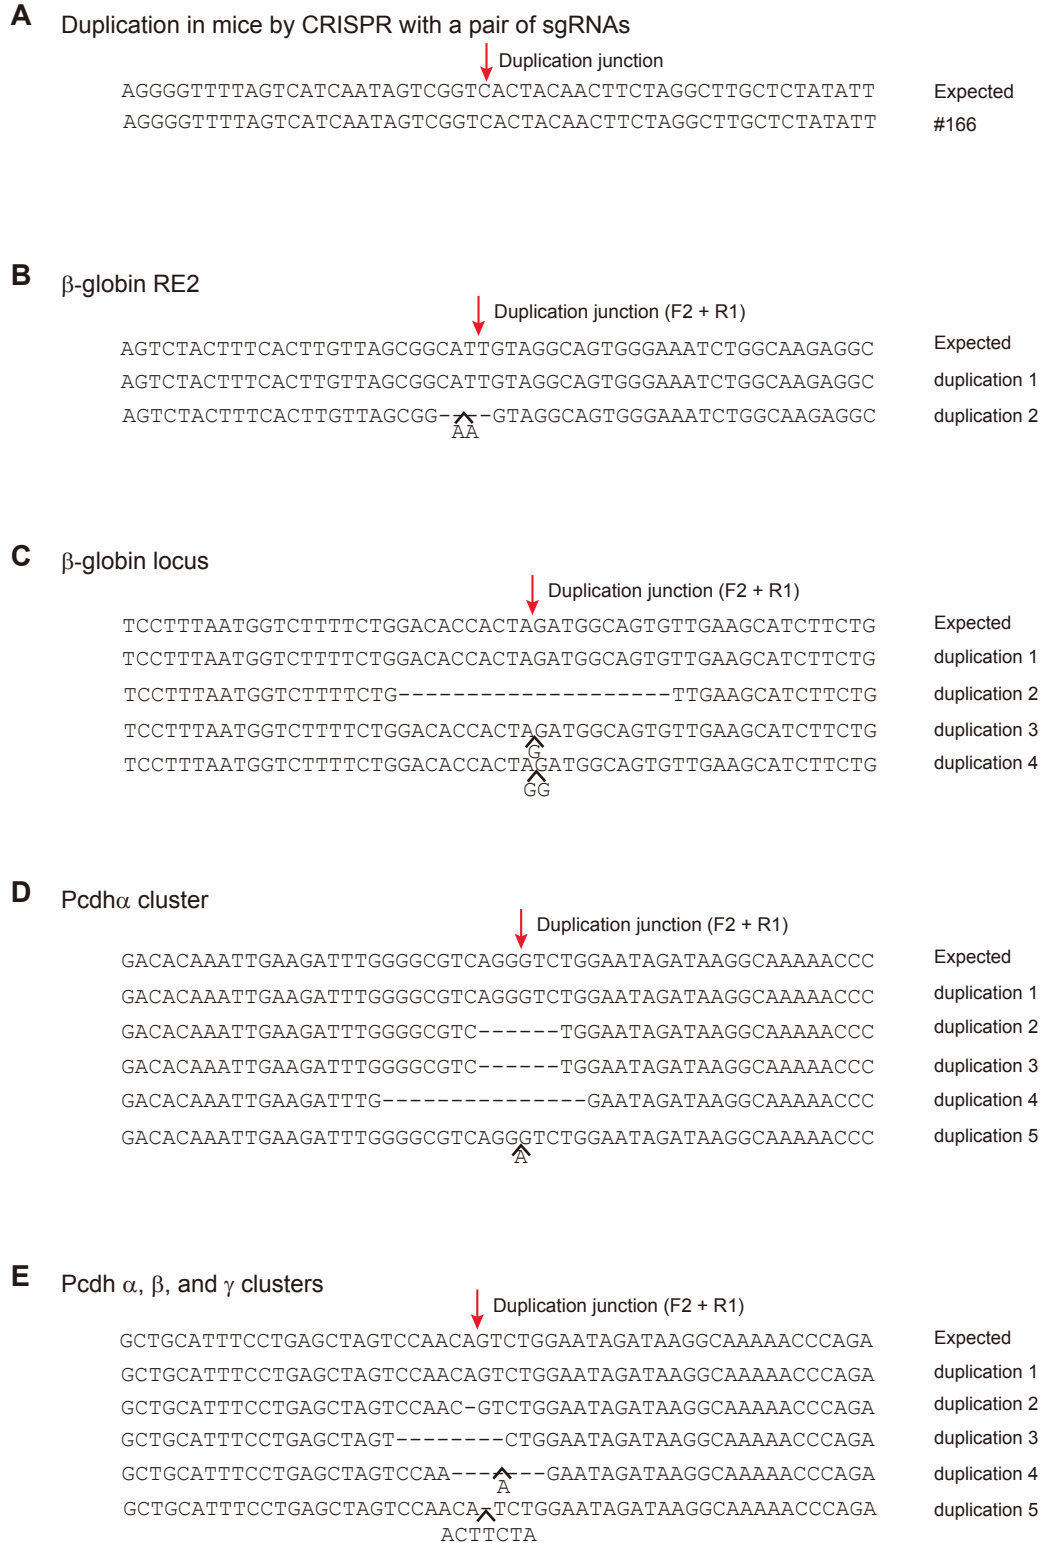 A Duplication in mice by CRISPR with a pair of sgRNAs
Duplication junction
AGGGGTTTTAGTCATCAATAGTCGGTCACTACAACTTCTAGGCTTGCTCTATATT Expected
AGGGGTTTTAGTCATCAATAGTCGGTCACTACAACTTCTAGGCTTGCTCTATATT #166
B β-globin RE2
Duplication junction (F2 + R1)
AGTCTACTTTCACTTGTTAGCGGCATTGTAGGCAGTGGGAAATCTGGCAAGAGGC Expected
AGTCTACTTTCACTTGTTAGCGGCATTGTAGGCAGTGGGAAATCTGGCAAGAGGC duplication 1
AGTCTACTTTCACTTGTTAGCGG----GTAGGCAGTGGGAAATCTGGCAAGAGGC duplication 2
AA
C β-globin locus
Duplication junction (F2 + R1)
TCCTTTAATGGTCTTTTCTGGACACCACTAGATGGCAGTGTTGAAGCATCTTCTG Expected
TCCTTTAATGGTCTTTTCTGGACACCACTAGATGGCAGTGTTGAAGCATCTTCTG duplication 1
TCCTTTAATGGTCTTTTCTG--------------------TTGAAGCATCTTCTG duplication 2
TCCTTTAATGGTCTTTTCTGGACACCACTAGATGGCAGTGTTGAAGCATCTTCTG duplication 3
G
TCCTTTAATGGTCTTTTCTGGACACCACTAGATGGCAGTGTTGAAGCATCTTCTG duplication 4
GG
D Pcdhα cluster
Duplication junction (F2 + R1)
GACACAAATTGAAGATTTGGGGCGTCAGGGTCTGGAATAGATAAGGCAAAAACCC Expected
GACACAAATTGAAGATTTGGGGCGTCAGGGTCTGGAATAGATAAGGCAAAAACCC duplication 1
GACACAAATTGAAGATTTGGGGCGTC------TGGAATAGATAAGGCAAAAACCC duplication 2
GACACAAATTGAAGATTTGGGGCGTC------TGGAATAGATAAGGCAAAAACCC duplication 3
GACACAAATTGAAGATTTG---------------GAATAGATAAGGCAAAAACCC duplication 4
GACACAAATTGAAGATTTGGGGCGTCAGGGTCTGGAATAGATAAGGCAAAAACCC duplication 5
A
E Pcdh α, β, and γ clusters
Duplication junction (F2 + R1)
GCTGCATTTCCTGAGCTAGTCCAACAGTCTGGAATAGATAAGGCAAAAACCCAGA Expected
GCTGCATTTCCTGAGCTAGTCCAACAGTCTGGAATAGATAAGGCAAAAACCCAGA duplication 1
GCTGCATTTCCTGAGCTAGTCCAAC-GTCTGGAATAGATAAGGCAAAAACCCAGA duplication 2
GCTGCATTTCCTGAGCTAGT--------CTGGAATAGATAAGGCAAAAACCCAGA duplication 3
GCTGCATTTCCTGAGCTAGTCCAA-------GAATAGATAAGGCAAAAACCCAGA duplication 4
A
GCTGCATTTCCTGAGCTAGTCCAACA-TCTGGAATAGATAAGGCAAAAACCCAGA duplication 5
ACTTCTA